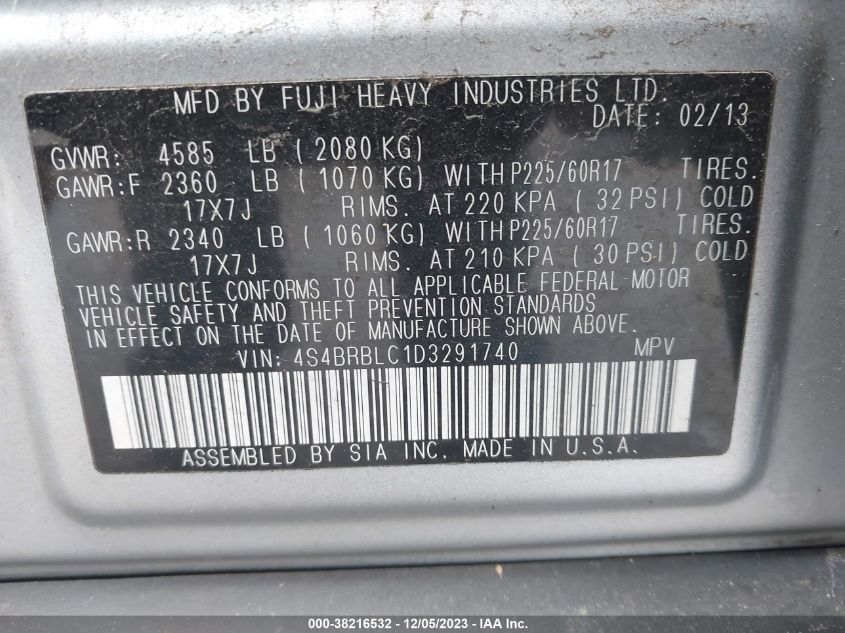 MFD BY FUJI HEAVY INDUSTRIES LTD.
DATE: 02/13
GVWR: 4585 LB ( 2080 KG)
GAWR:F 2360 LB ( 1070 KG) WITH P225/60R17 TIRES.
17X7J RIMS. AT 220 KPA ( 32 PSI) COLD
GAWR:R 2340 LB ( 1060 KG) WITH P225/60R17 TIRES.
17X7J RIMS. AT 210 KPA ( 30 PSI) COLD
THIS VEHICLE CONFORMS TO ALL APPLICABLE FEDERAL MOTOR
VEHICLE SAFETY AND THEFT PREVENTION STANDARDS
IN EFFECT ON THE DATE OF MANUFACTURE SHOWN ABOVE.
VIN: 4S4BRBLC1D3291740 MPV
ASSEMBLED BY SIA INC. MADE IN U.S.A.
000-38216532 - 12/05/2023 - 1 - IMG_1807.